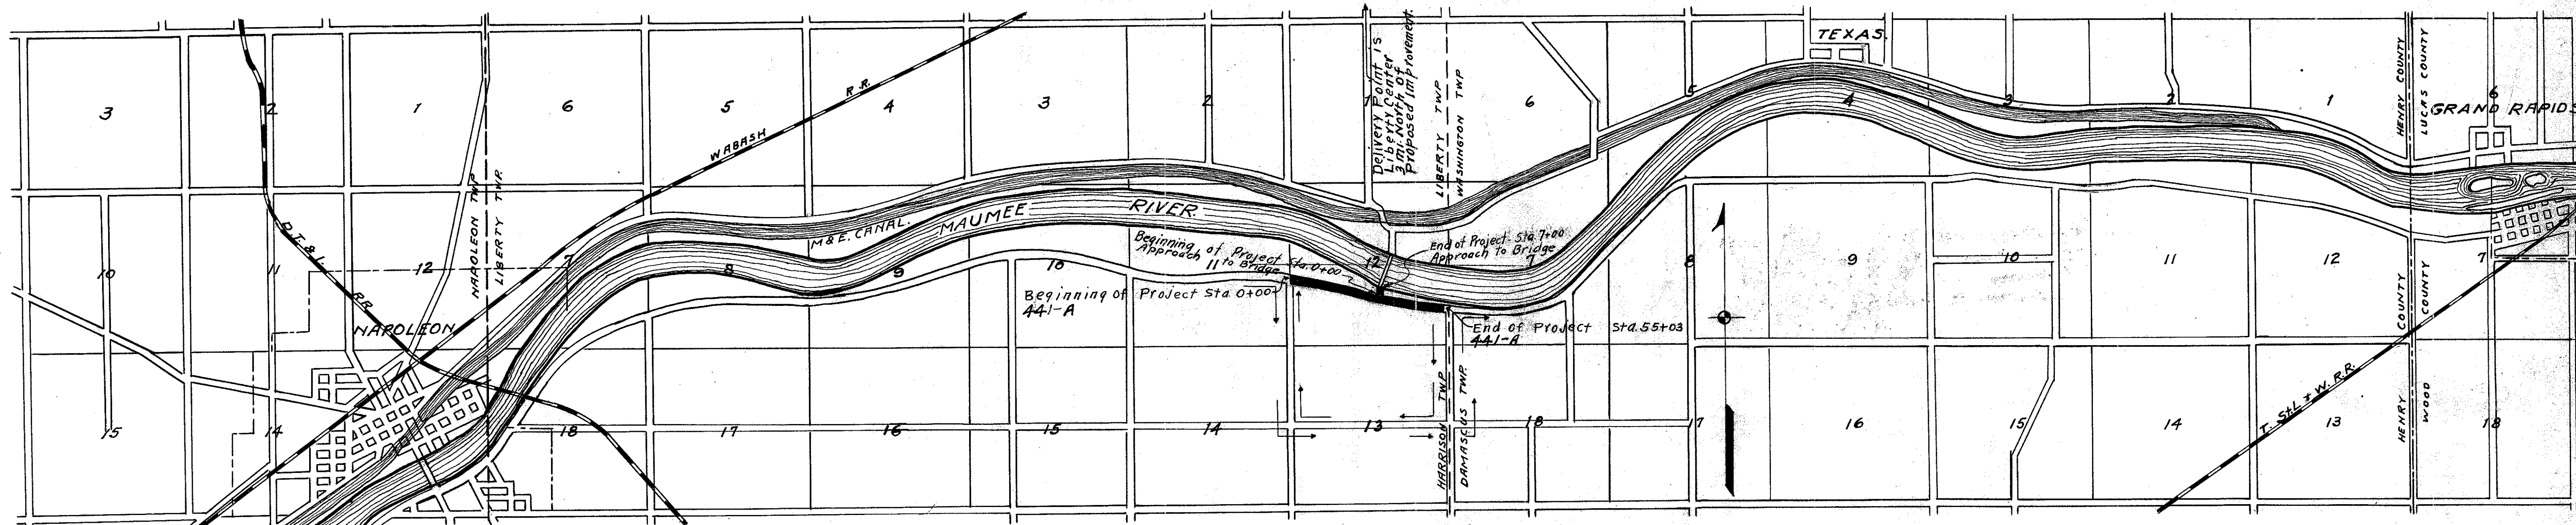 TEXAS.
3
2
1
6
5
4
3
2
1
6
5
4
3
2
1
6
GRAND RAPIDS
R.R.
WABASH
Delivery Point is
Liberty Center
3 mi. North of
Proposed Improvement.
LIBERTY TWP
WASHINGTON TWP
HENRY COUNTY
LUCAS COUNTY
NAPOLEON TWP.
LIBERTY TWP.
D.T. & I.
R.R.
M&E. CANAL.
MAUMEE RIVER.
10
11
12
7
8
9
10
11
12
7
8
9
10
11
12
7
Beginning of Project Sta. 0+00
Approach to Bridge
End of Project Sta. 7+00
Approach to Bridge
Beginning of Project Sta. 0+00
441-A
End of Project Sta. 55+03
441-A
NAPOLEON
HENRY COUNTY
WOOD COUNTY
HARRISON TWP.
DAMASCUS TWP.
T. St.L & W. R.R.
15
14
18
17
16
15
14
13
18
17
16
15
14
13
18